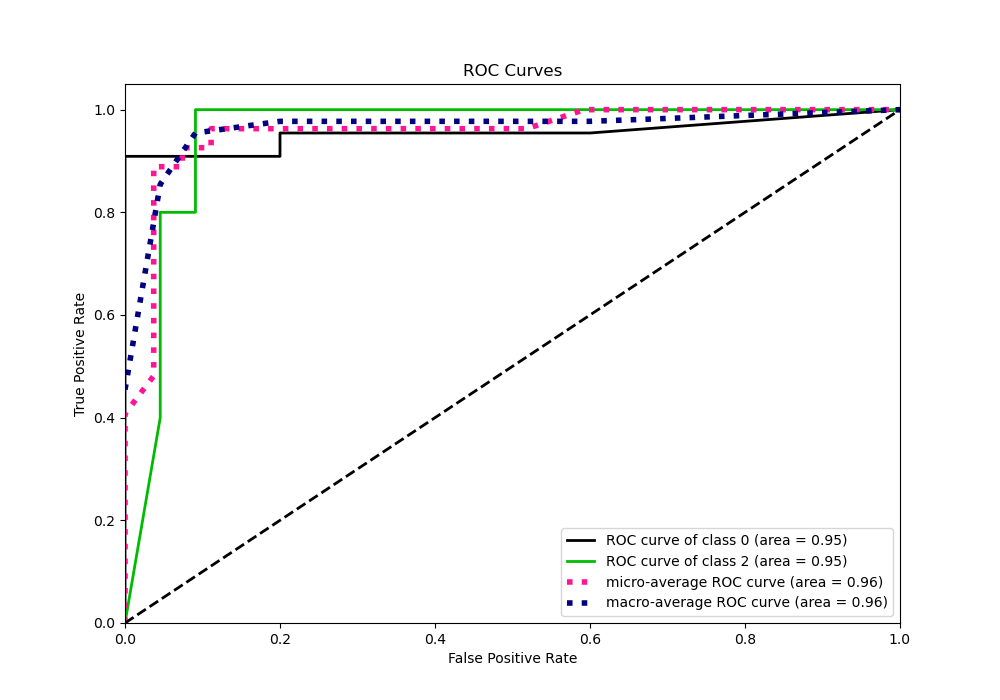 ROC Curves
True Positive Rate
1.0
0.8
0.6
0.4
0.2
0.0
0.0 0.2 0.4 0.6 0.8 1.0
False Positive Rate
ROC curve of class 0 (area = 0.95)
ROC curve of class 2 (area = 0.95)
micro-average ROC curve (area = 0.96)
macro-average ROC curve (area = 0.96)